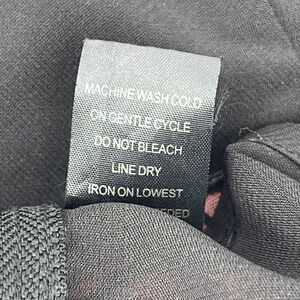 MACHINE WASH COLD
ON GENTLE CYCLE
DO NOT BLEACH
LINE DRY
IRON ON LOWEST